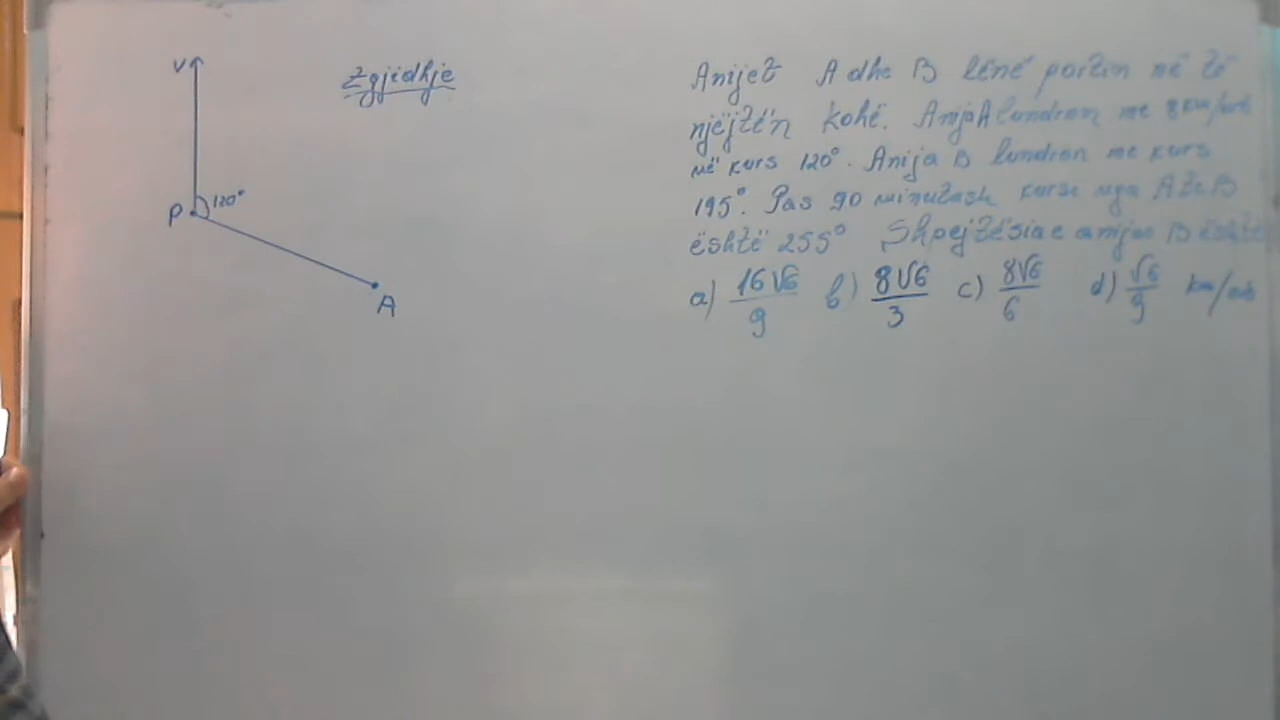 V
Zgjidhje
P 120°
A
Anijet A dhe B lënë portin në të
njëjtën kohë. Anija A lundron me 8 km/orë
në kurs 120°. Anija B lundron me kurs
195°. Pas 90 minutash kursi nga A te B
është 255° Shpejtësia e anijes B është
a) 16√6/9 b) 8√6/3 c) 8√6/6 d) √6/9 km/orë